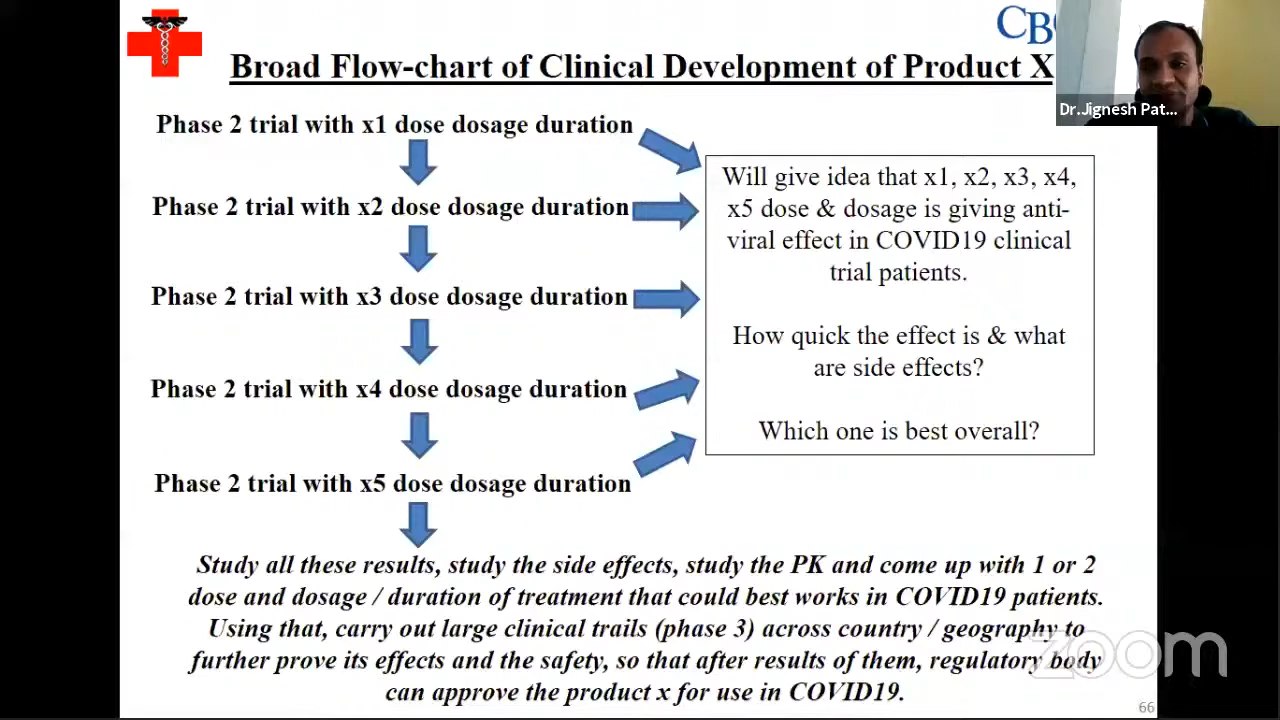 CB
Broad Flow-chart of Clinical Development of Product X
Dr.Jignesh Pat...
Phase 2 trial with x1 dose dosage duration
Phase 2 trial with x2 dose dosage duration
Phase 2 trial with x3 dose dosage duration
Phase 2 trial with x4 dose dosage duration
Phase 2 trial with x5 dose dosage duration
Will give idea that x1, x2, x3, x4,
x5 dose & dosage is giving anti-
viral effect in COVID19 clinical
trial patients.
How quick the effect is & what
are side effects?
Which one is best overall?
Study all these results, study the side effects, study the PK and come up with 1 or 2
dose and dosage / duration of treatment that could best works in COVID19 patients.
Using that, carry out large clinical trails (phase 3) across country / geography to
further prove its effects and the safety, so that after results of them, regulatory body
can approve the product x for use in COVID19.
zoom
66